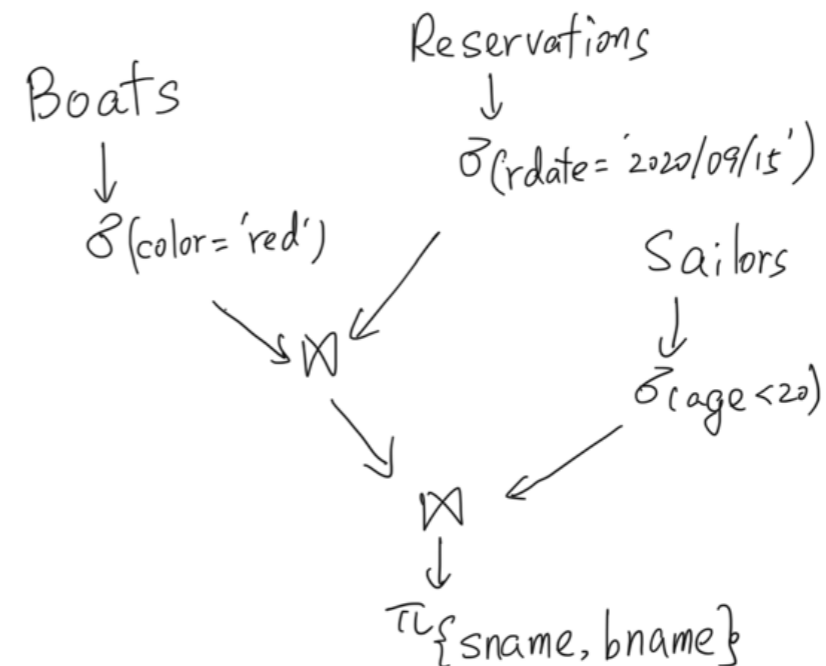 Reservations
Boats
σ(rdate='2020/09/15')
σ(color='red')
Sailors
⋈
σ(age<20)
⋈
π{sname, bname}